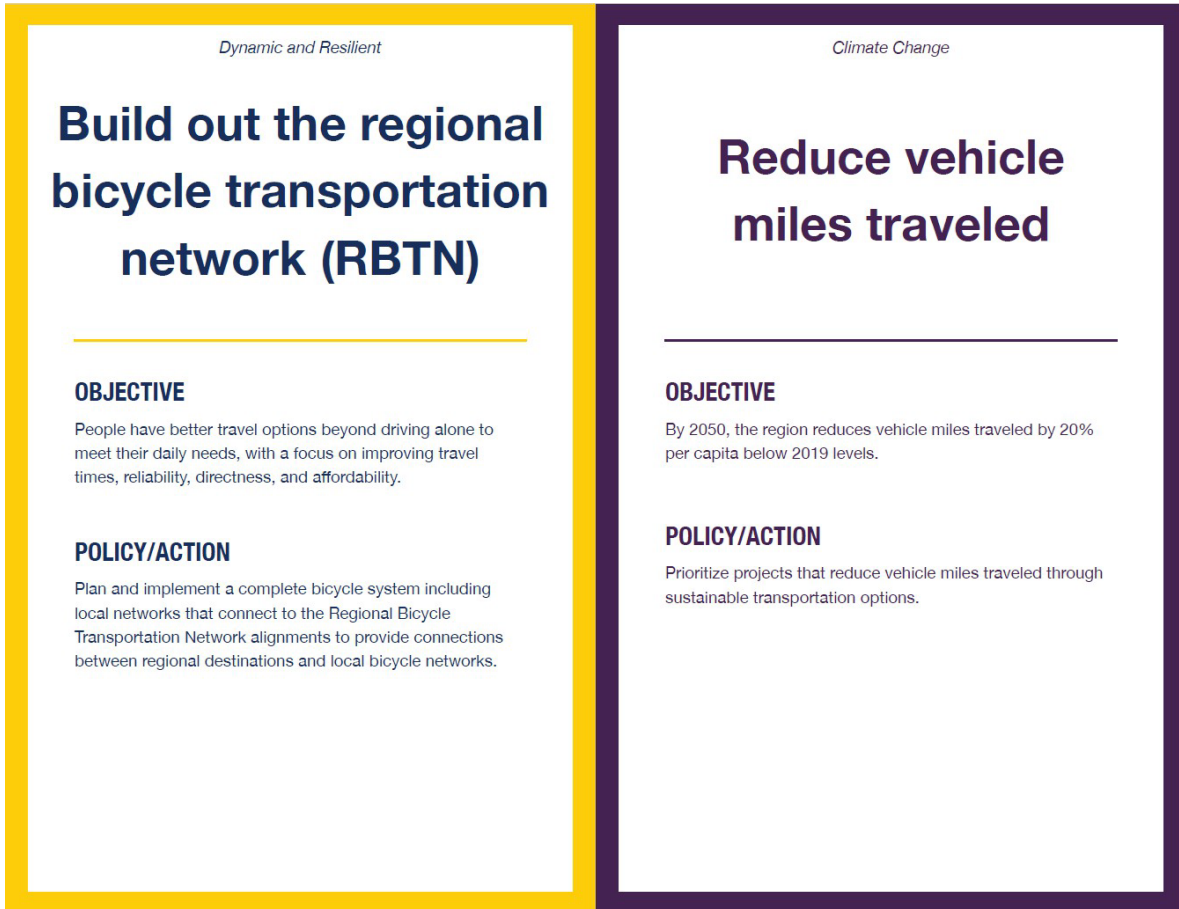 Dynamic and Resilient
Build out the regional
bicycle transportation
network (RBTN)
OBJECTIVE
People have better travel options beyond driving alone to
meet their daily needs, with a focus on improving travel
times, reliability, directness, and affordability.
POLICY/ACTION
Plan and implement a complete bicycle system including
local networks that connect to the Regional Bicycle
Transportation Network alignments to provide connections
between regional destinations and local bicycle networks.
Climate Change
Reduce vehicle
miles traveled
OBJECTIVE
By 2050, the region reduces vehicle miles traveled by 20%
per capita below 2019 levels.
POLICY/ACTION
Prioritize projects that reduce vehicle miles traveled through
sustainable transportation options.